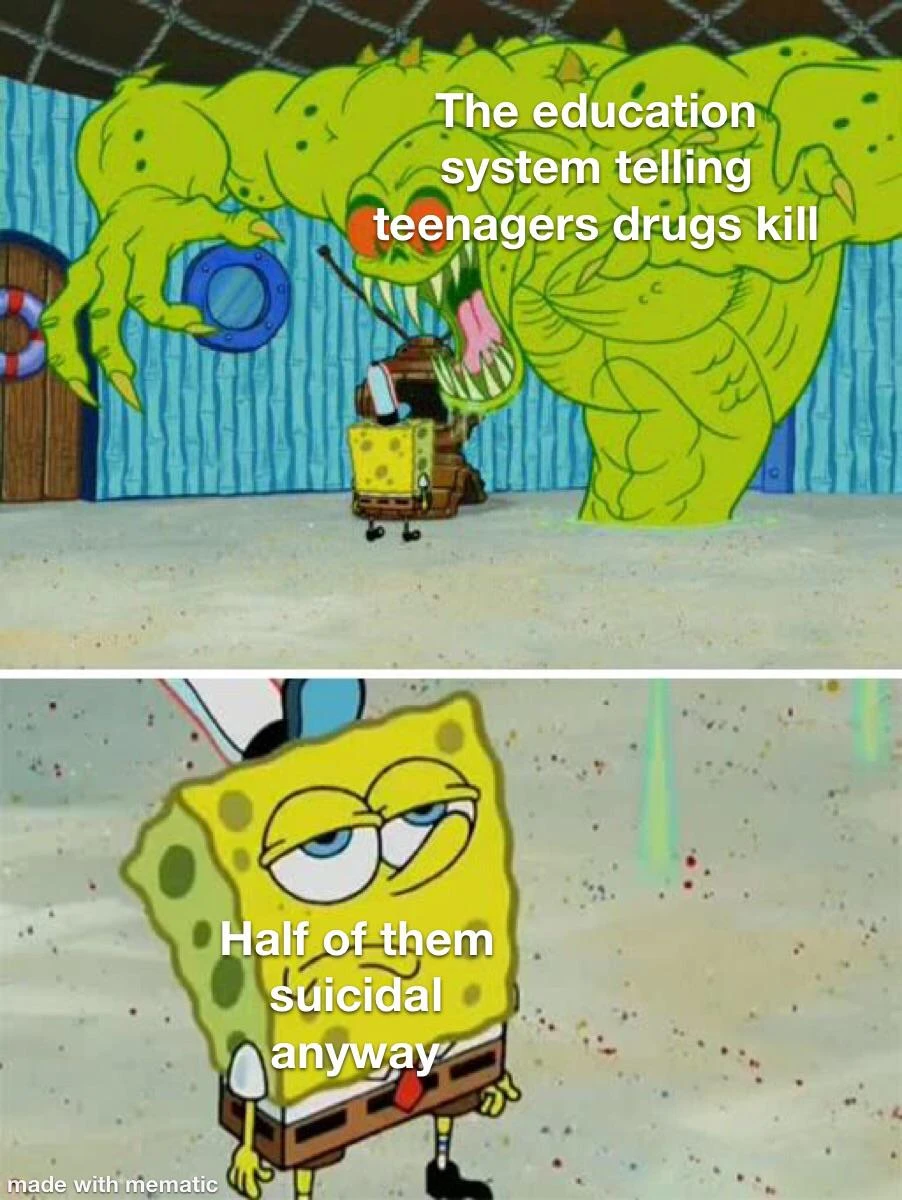 The education
system telling
teenagers drugs kill
Half of them
suicidal
anyway
made with mematic